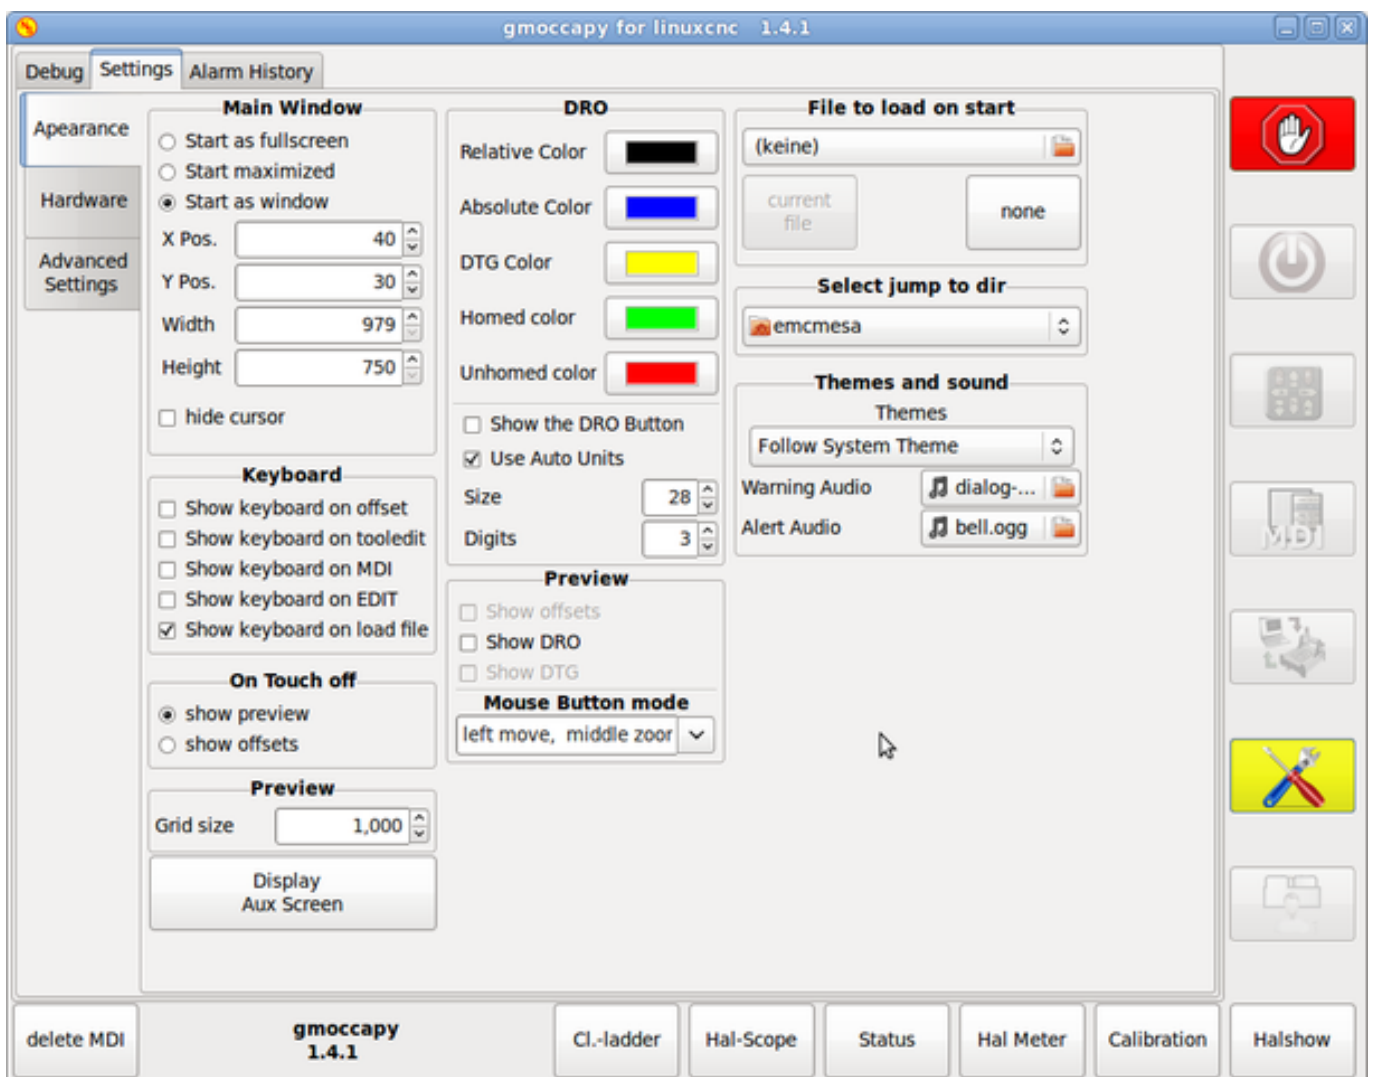 gmoccapy for linuxcnc 1.4.1
Debug Settings Alarm History
Apearance
Hardware
Advanced
Settings
Main Window
Start as fullscreen
Start maximized
Start as window
X Pos. 40
Y Pos. 30
Width 979
Height 750
hide cursor
Keyboard
Show keyboard on offset
Show keyboard on tooledit
Show keyboard on MDI
Show keyboard on EDIT
Show keyboard on load file
On Touch off
show preview
show offsets
Preview
Grid size 1,000
Display
Aux Screen
DRO
Relative Color
Absolute Color
DTG Color
Homed color
Unhomed color
Show the DRO Button
Use Auto Units
Size 28
Digits 3
Preview
Show offsets
Show DRO
Show DTG
Mouse Button mode
left move, middle zoor
File to load on start
(keine)
current
file
none
Select jump to dir
emcmesa
Themes and sound
Themes
Follow System Theme
Warning Audio dialog-...
Alert Audio bell.ogg
MDI
delete MDI
gmoccapy
1.4.1
Cl.-ladder
Hal-Scope
Status
Hal Meter
Calibration
Halshow